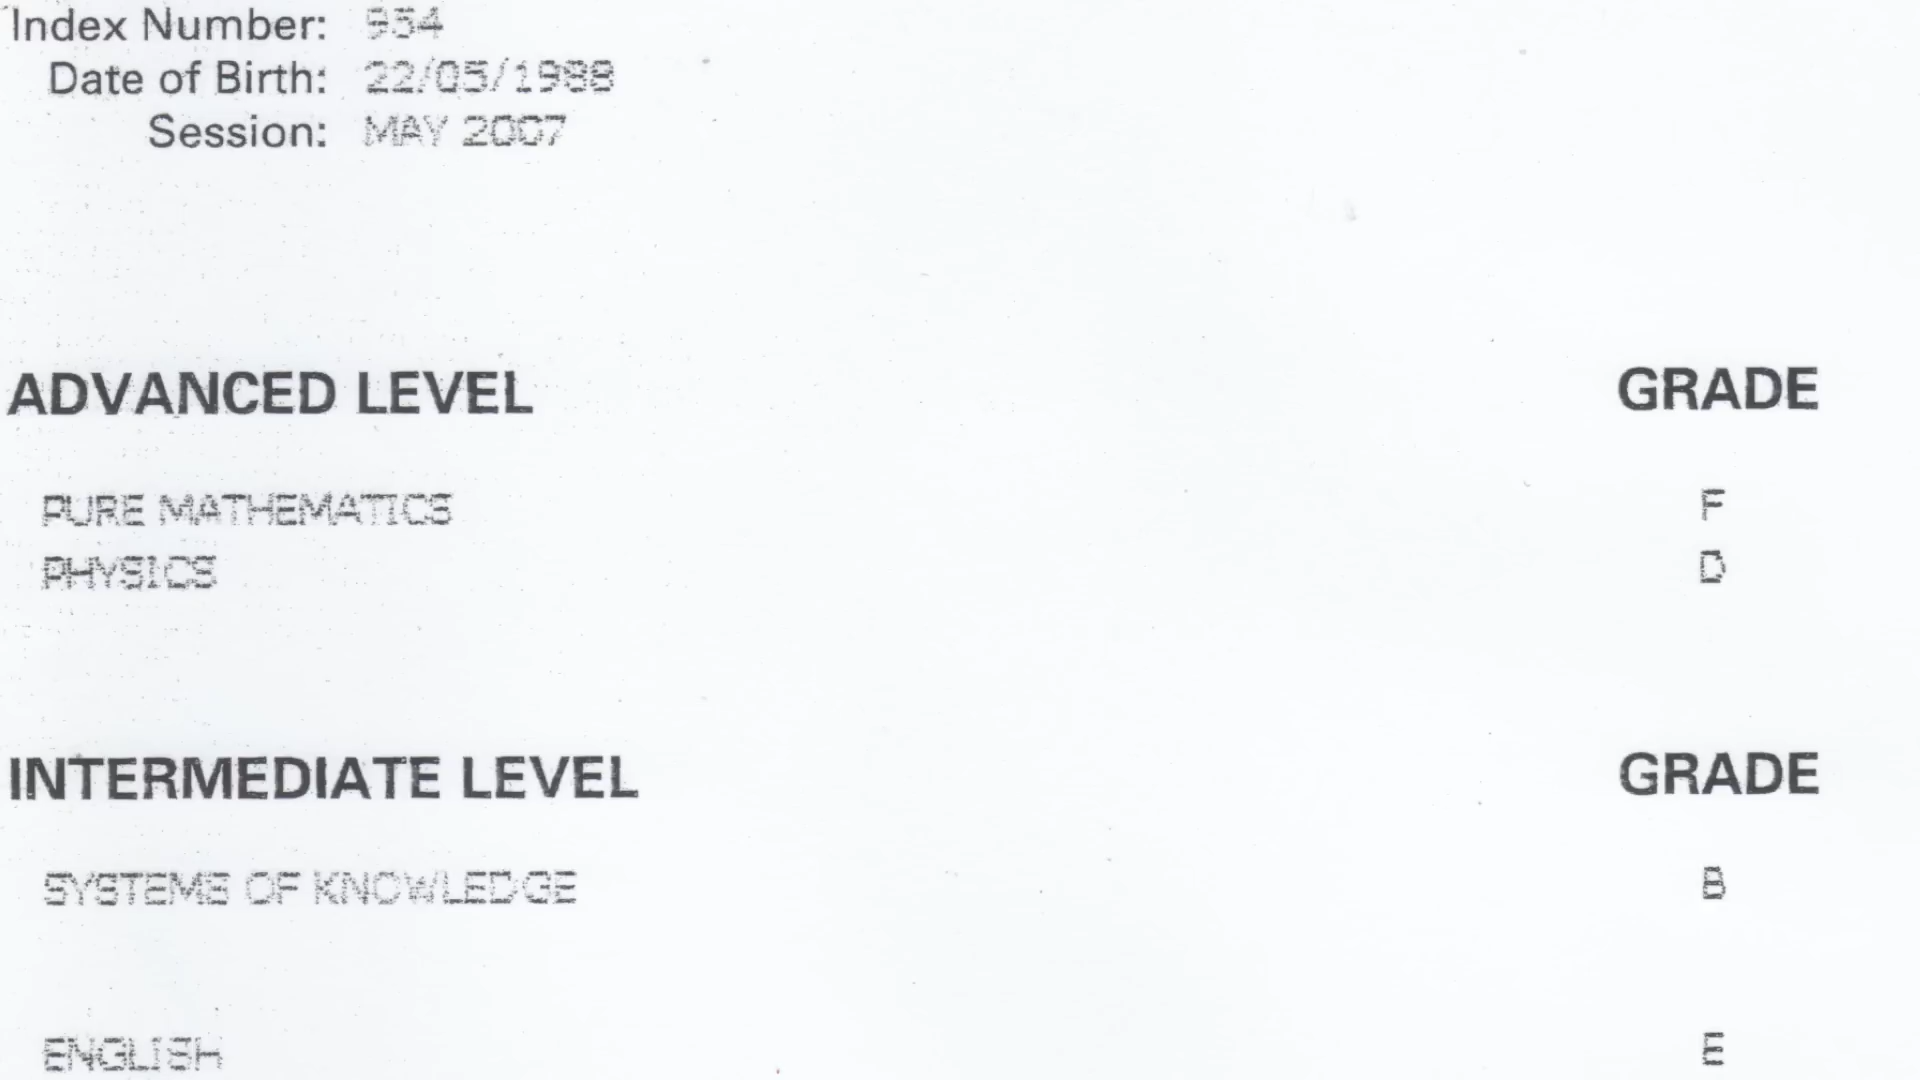 Index Number: 954
Date of Birth: 22/05/1988
Session: MAY 2007
ADVANCED LEVEL GRADE
PURE MATHEMATICS F
PHYSICS D
INTERMEDIATE LEVEL GRADE
SYSTEMS OF KNOWLEDGE B
ENGLISH E